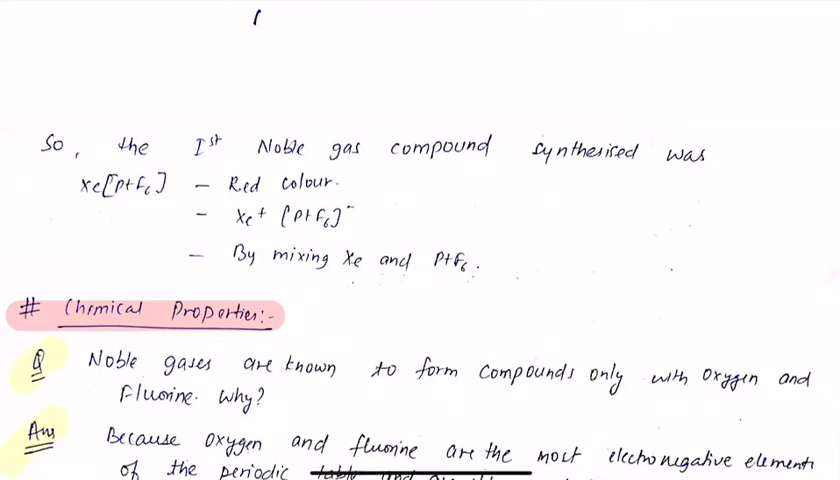 So, the Ist Noble gas compound synthesised was
Xe[PtF6] – Red colour.
– Xe+ [PtF6]-
– By mixing Xe and PtF6.
# Chemical Properties:-
Q Noble gases are known to form compounds only with oxygen and
Fluorine. Why?
Ans Because oxygen and fluorine are the most electronegative elements
of the periodic table and